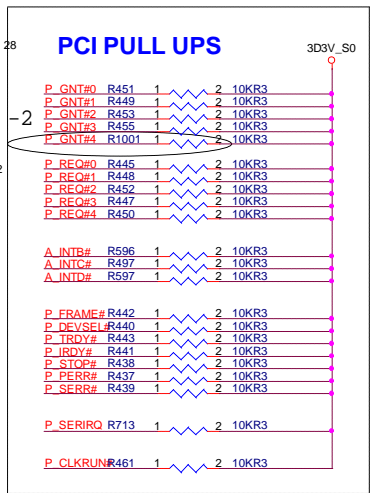 28
PCI PULL UPS
3D3V_S0
P_GNT#0 R451 1 2 10KR3
P_GNT#1 R449 1 2 10KR3
-2
P_GNT#2 R453 1 2 10KR3
P_GNT#3 R455 1 2 10KR3
P_GNT#4 R1001 1 2 10KR3
2
P_REQ#0 R445 1 2 10KR3
P_REQ#1 R448 1 2 10KR3
P_REQ#2 R452 1 2 10KR3
P_REQ#3 R447 1 2 10KR3
P_REQ#4 R450 1 2 10KR3
A_INTB# R596 1 2 10KR3
A_INTC# R497 1 2 10KR3
A_INTD# R597 1 2 10KR3
P_FRAME# R442 1 2 10KR3
P_DEVSEL# R440 1 2 10KR3
P_TRDY# R443 1 2 10KR3
P_IRDY# R441 1 2 10KR3
P_STOP# R438 1 2 10KR3
P_PERR# R437 1 2 10KR3
P_SERR# R439 1 2 10KR3
P_SERIRQ R713 1 2 10KR3
P_CLKRUN# R461 1 2 10KR3